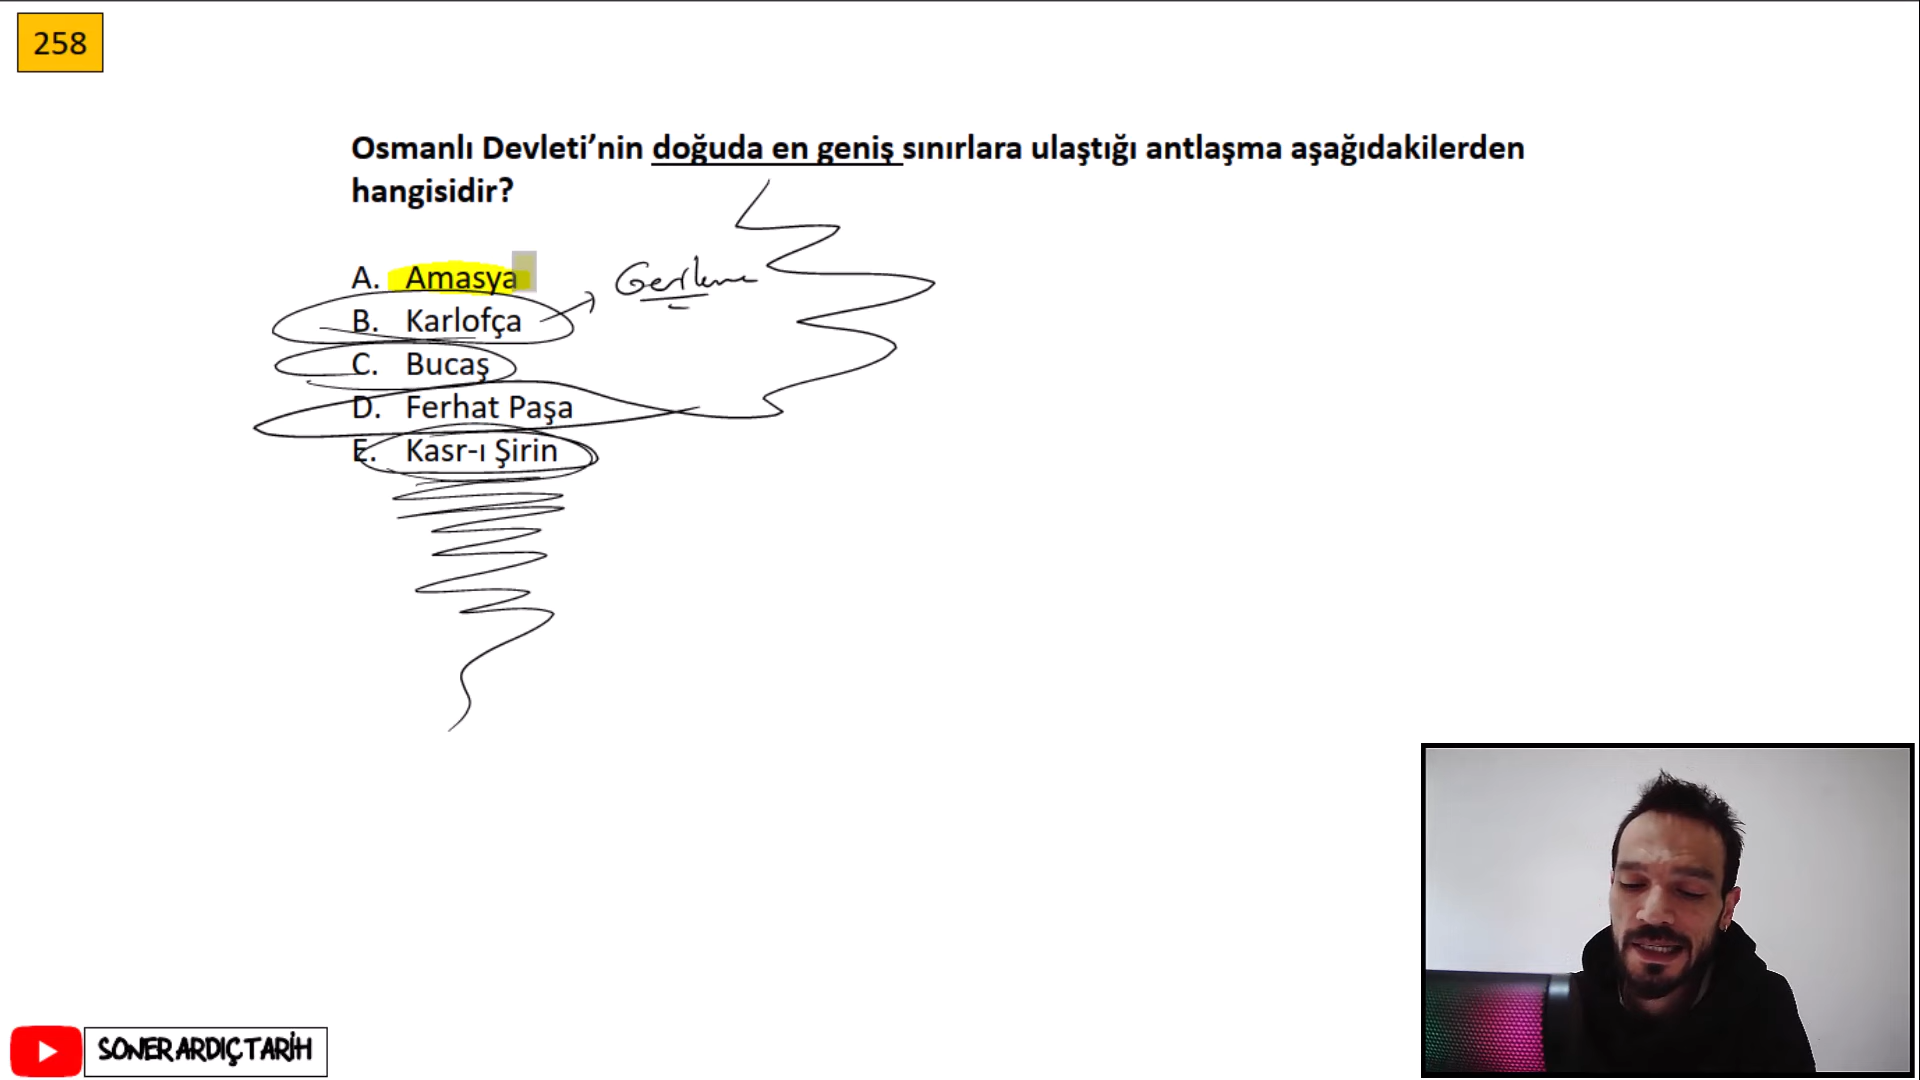 258
Osmanlı Devleti’nin doğuda en geniş sınırlara ulaştığı antlaşma aşağıdakilerden
hangisidir?
A. Amasya
Gerileme
B. Karlofça
C. Bucaş
D. Ferhat Paşa
E. Kasr-ı Şirin
SONER ARDIÇ TARİH